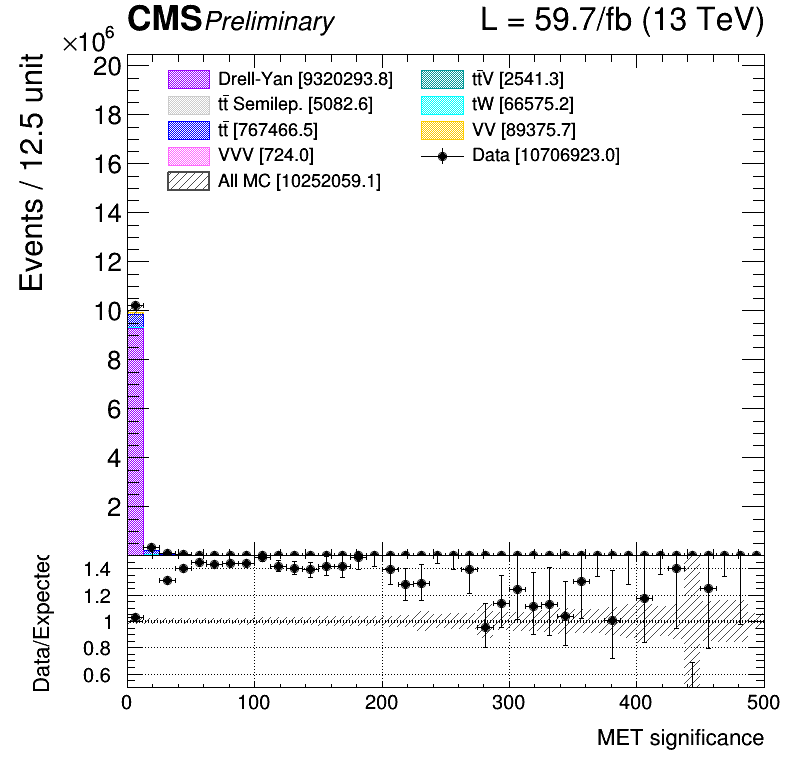 CMS Preliminary L = 59.7/fb (13 TeV)
×10⁶
Events / 12.5 unit
20
18
16
14
12
10
8
6
4
2
Drell-Yan [9320293.8]
tt̄ Semilep. [5082.6]
tt̄ [767466.5]
VVV [724.0]
All MC [10252059.1]
tt̄V [2541.3]
tW [66575.2]
VV [89375.7]
Data [10706923.0]
Data/Expected
1.4
1.2
1
0.8
0.6
0 100 200 300 400 500
MET significance